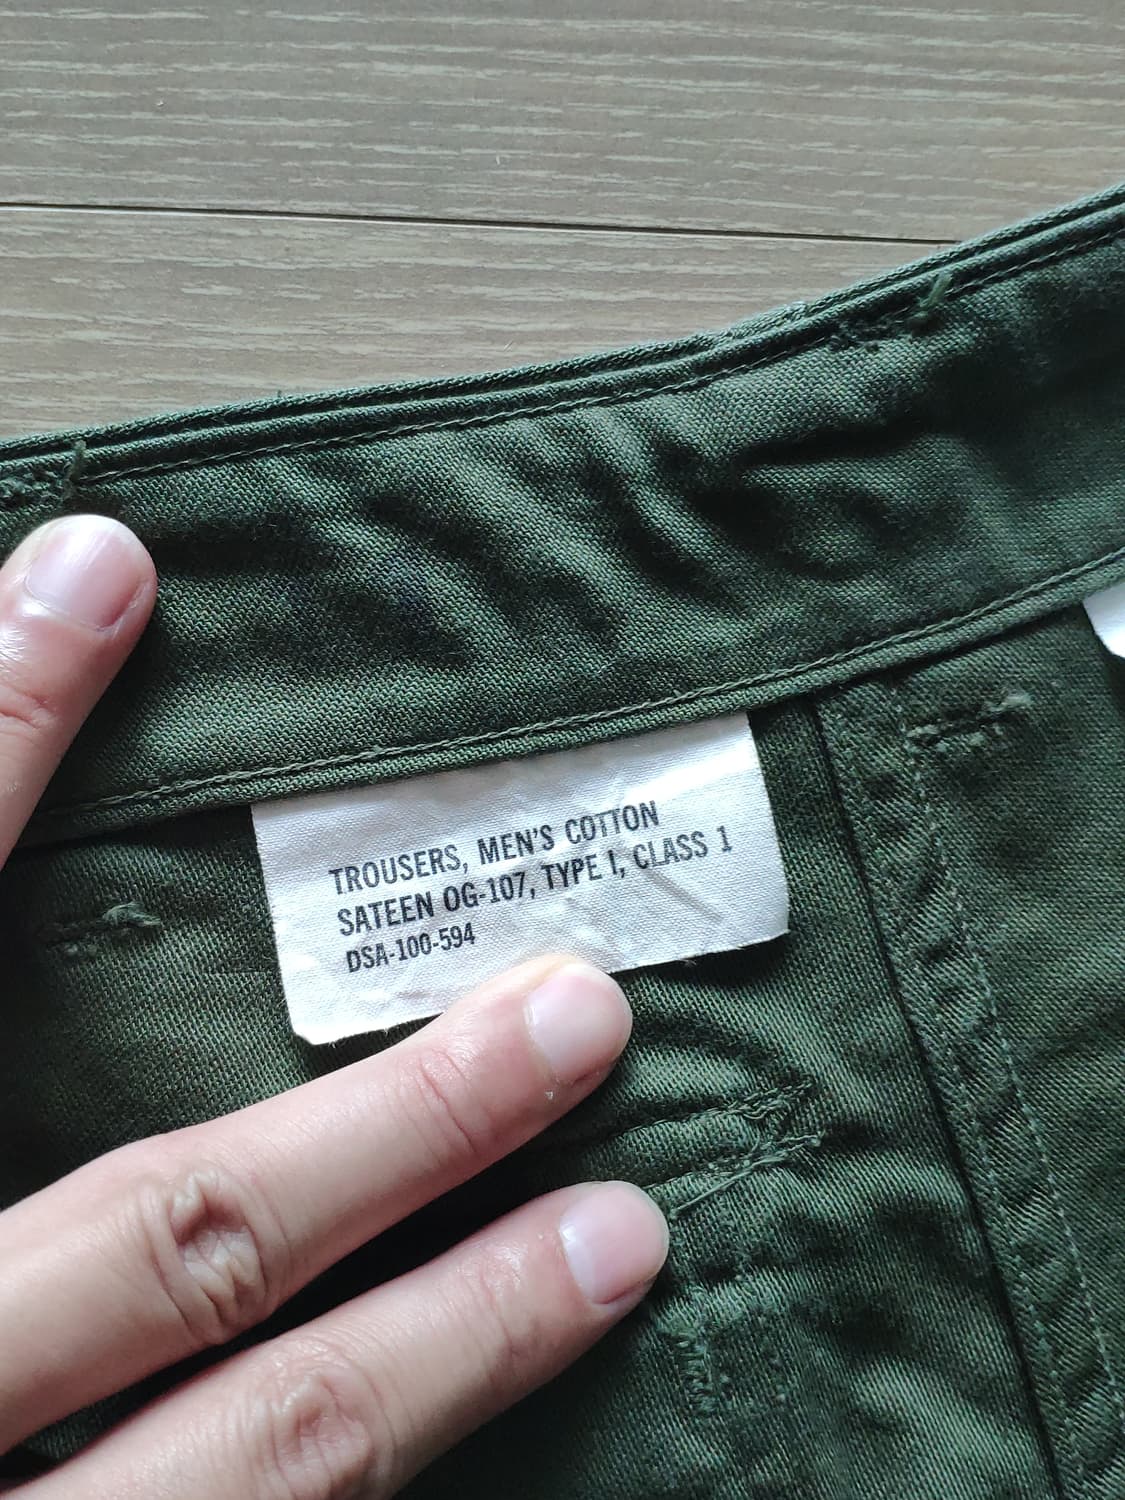 TROUSERS, MEN'S COTTON
SATEEN OG-107, TYPE I, CLASS 1
DSA-100-594